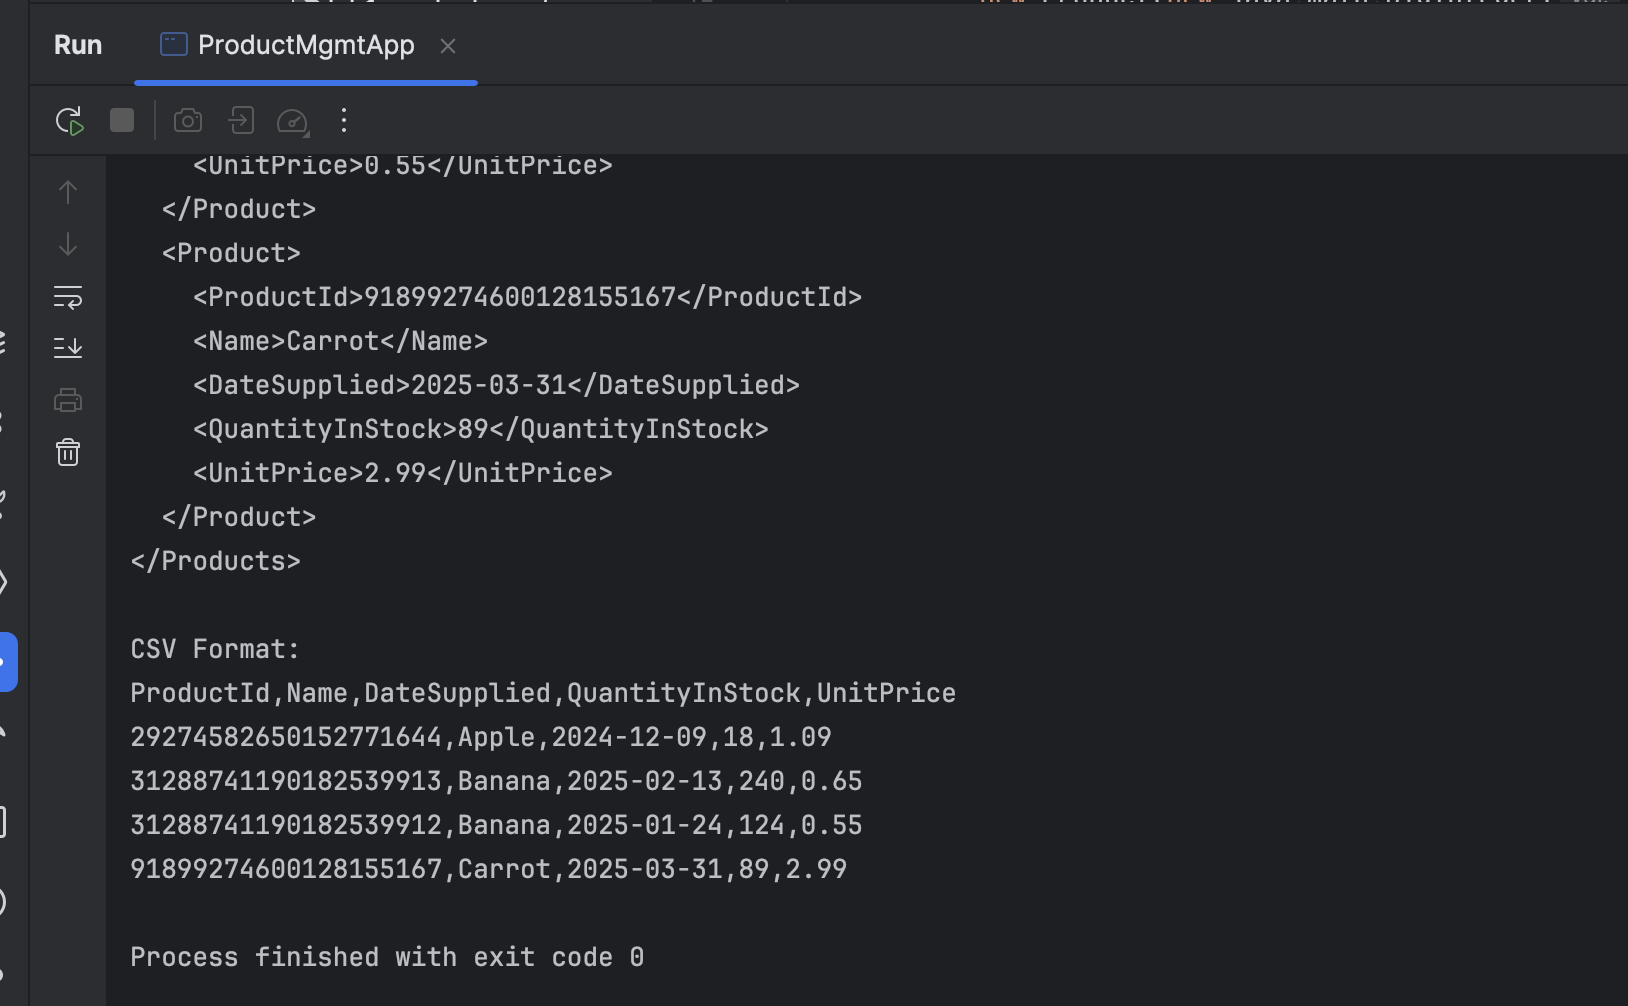 Run ProductMgmtApp
<UnitPrice>0.55</UnitPrice>
</Product>
<Product>
<ProductId>91899274600128155167</ProductId>
<Name>Carrot</Name>
<DateSupplied>2025-03-31</DateSupplied>
<QuantityInStock>89</QuantityInStock>
<UnitPrice>2.99</UnitPrice>
</Product>
</Products>
CSV Format:
ProductId,Name,DateSupplied,QuantityInStock,UnitPrice
29274582650152771644,Apple,2024-12-09,18,1.09
31288741190182539913,Banana,2025-02-13,240,0.65
31288741190182539912,Banana,2025-01-24,124,0.55
91899274600128155167,Carrot,2025-03-31,89,2.99
Process finished with exit code 0